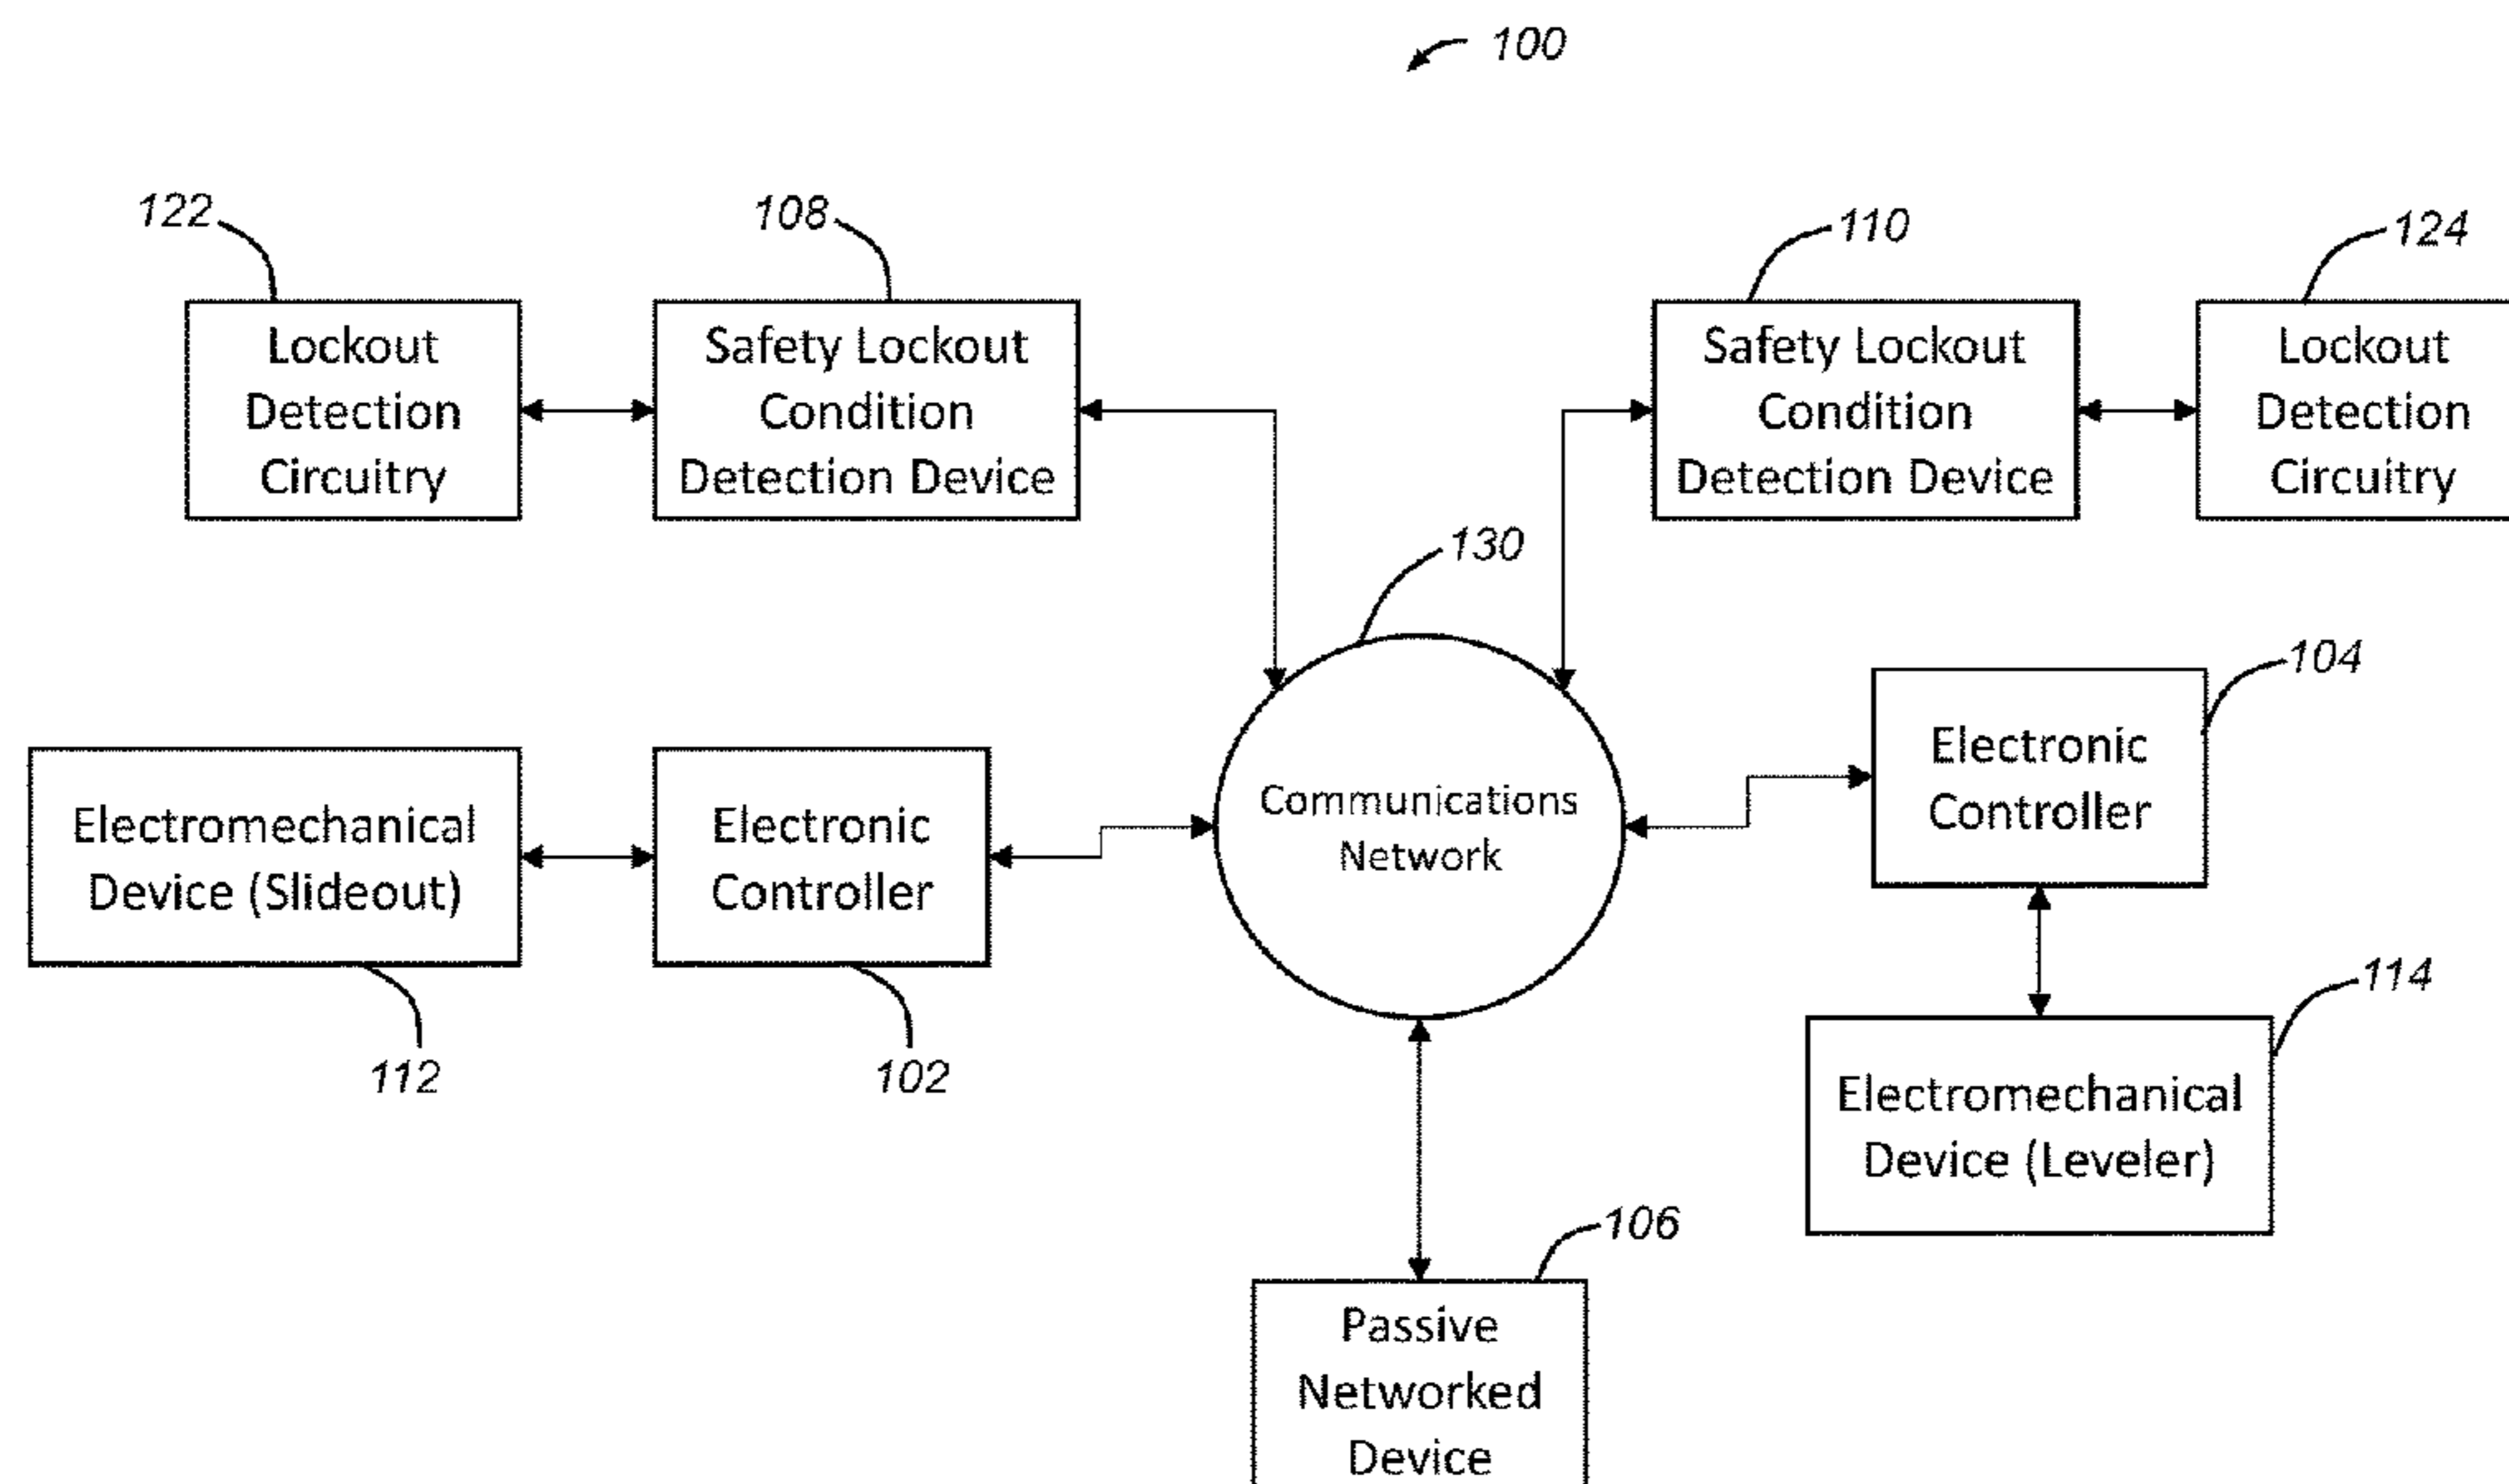 100
122
108
110
124
Lockout
Detection
Circuitry
Safety Lockout
Condition
Detection Device
Safety Lockout
Condition
Detection Device
Lockout
Detection
Circuitry
130
104
Electromechanical
Device (Slideout)
Electronic
Controller
Communications
Network
Electronic
Controller
112
102
114
Electromechanical
Device (Leveler)
106
Passive
Networked
Device